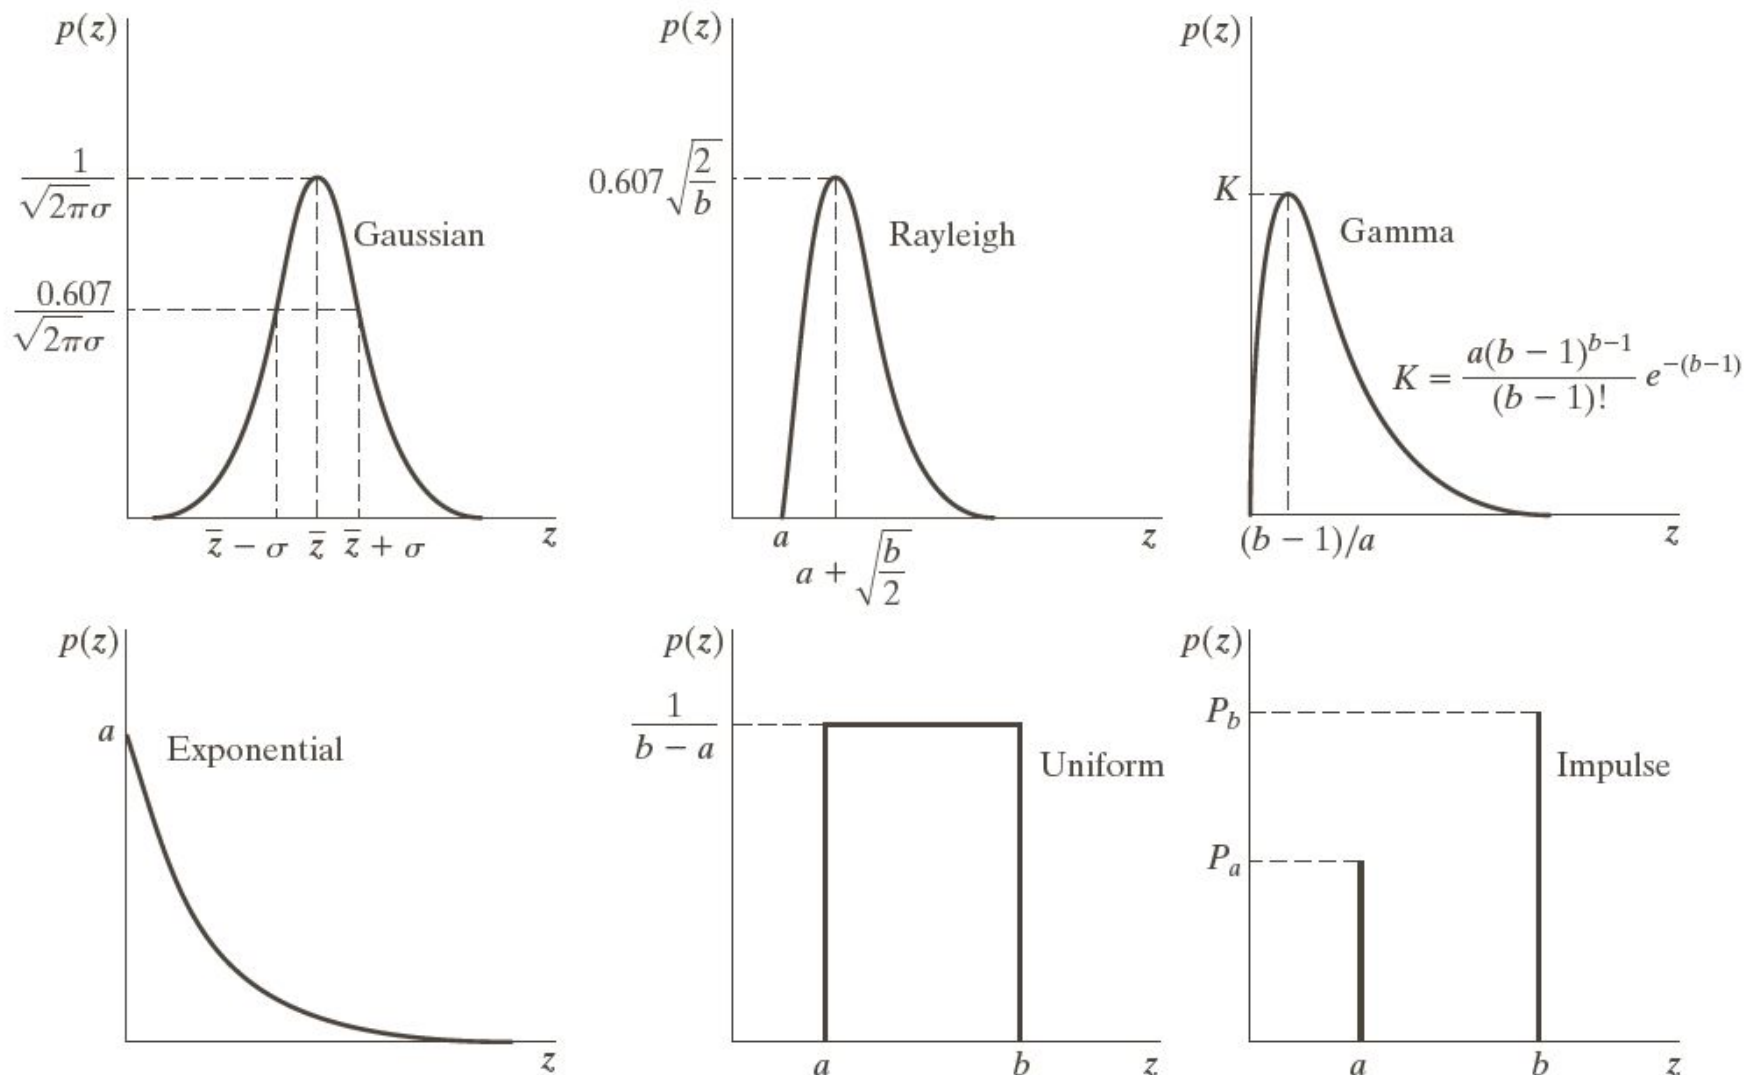 p(z)
1/√2πσ
Gaussian
0.607/√2πσ
z̄ − σ z̄ z̄ + σ z
p(z)
0.607 √(2/b)
Rayleigh
a z
a + √(b/2)
p(z)
K
Gamma
K = a(b − 1)^(b−1)/(b − 1)! e^−(b−1)
(b − 1)/a z
p(z)
a
Exponential
z
p(z)
1/(b − a)
Uniform
a b z
p(z)
P_b
Impulse
P_a
a b z